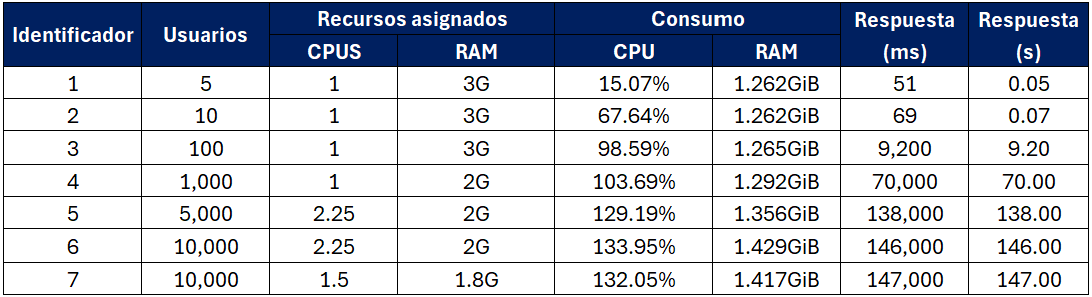 Identificador Usuarios Recursos asignados Consumo Respuesta (ms) Respuesta (s)
CPUS RAM CPU RAM
1 5 1 3G 15.07% 1.262GiB 51 0.05
2 10 1 3G 67.64% 1.262GiB 69 0.07
3 100 1 3G 98.59% 1.265GiB 9,200 9.20
4 1,000 1 2G 103.69% 1.292GiB 70,000 70.00
5 5,000 2.25 2G 129.19% 1.356GiB 138,000 138.00
6 10,000 2.25 2G 133.95% 1.429GiB 146,000 146.00
7 10,000 1.5 1.8G 132.05% 1.417GiB 147,000 147.00